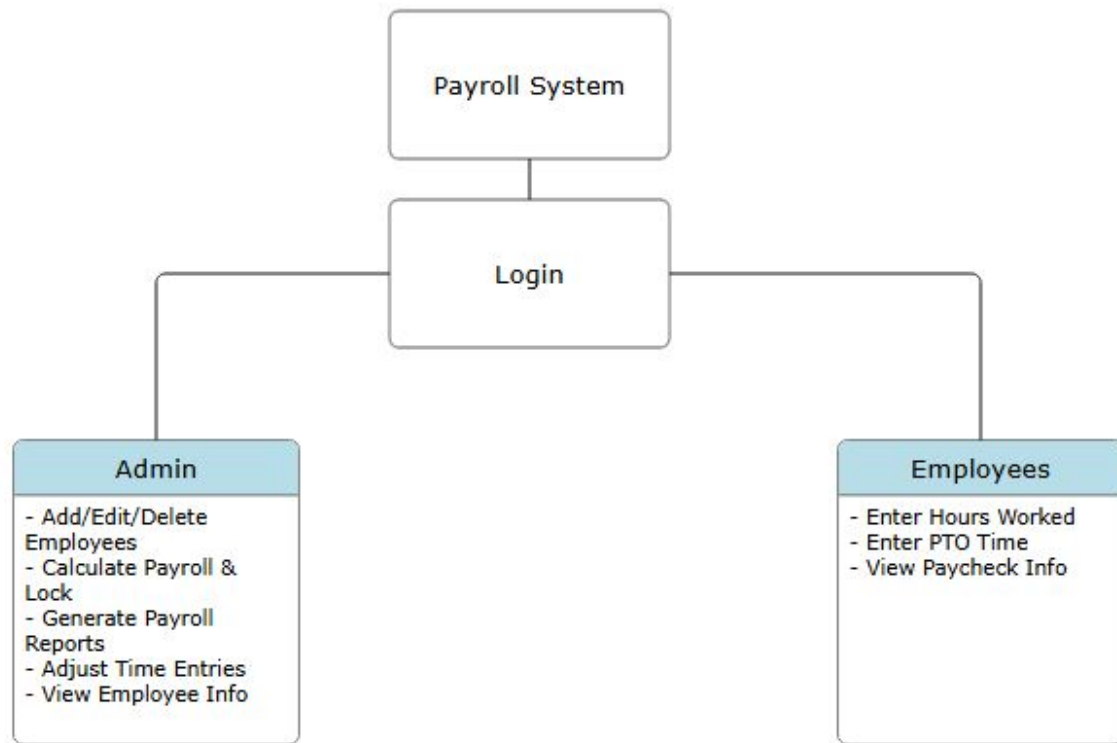 Payroll System
Login
Admin
- Add/Edit/Delete
Employees
- Calculate Payroll &
Lock
- Generate Payroll
Reports
- Adjust Time Entries
- View Employee Info
Employees
- Enter Hours Worked
- Enter PTO Time
- View Paycheck Info